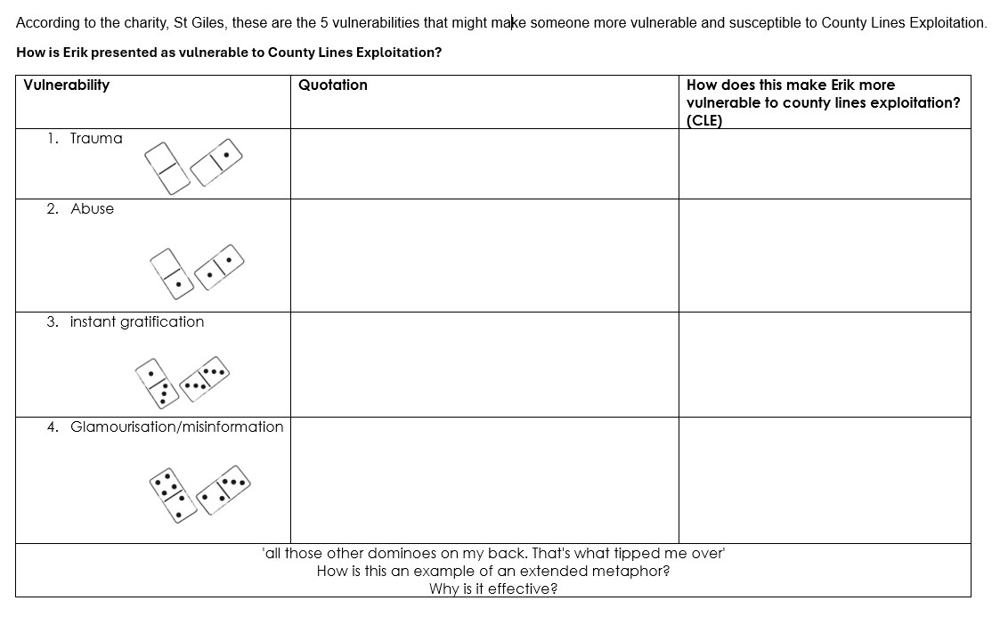 According to the charity, St Giles, these are the 5 vulnerabilities that might make someone more vulnerable and susceptible to County Lines Exploitation.
How is Erik presented as vulnerable to County Lines Exploitation?
Vulnerability
Quotation
How does this make Erik more
vulnerable to county lines exploitation?
(CLE)
1. Trauma
2. Abuse
3. instant gratification
4. Glamourisation/misinformation
'all those other dominoes on my back. That's what tipped me over'
How is this an example of an extended metaphor?
Why is it effective?